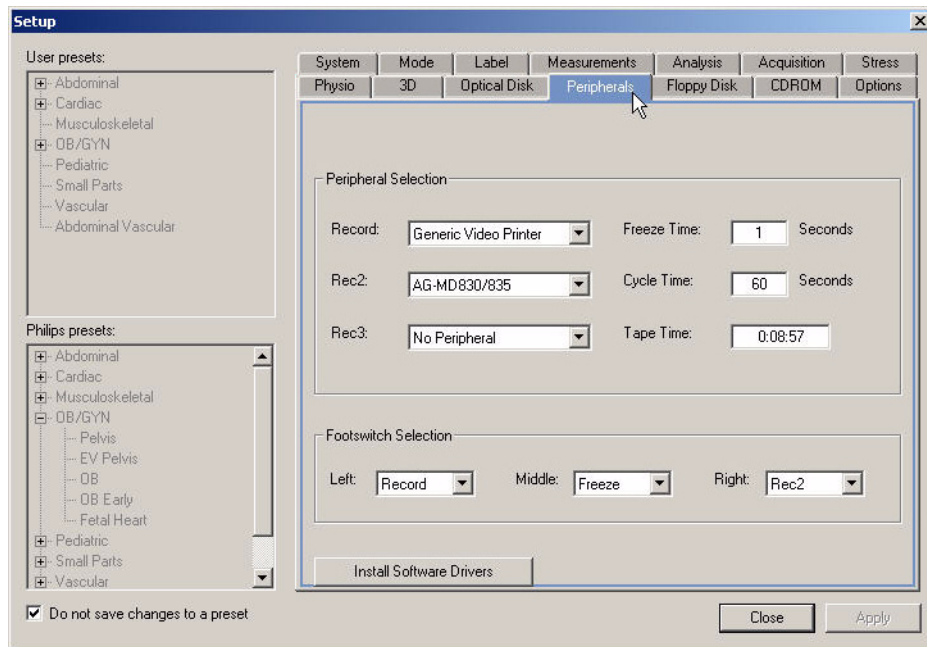 Setup
User presets:
Abdominal
Cardiac
Musculoskeletal
OB/GYN
Pediatric
Small Parts
Vascular
Abdominal Vascular
Philips presets:
Abdominal
Cardiac
Musculoskeletal
OB/GYN
Pelvis
EV Pelvis
OB
OB Early
Fetal Heart
Pediatric
Small Parts
Vascular
Do not save changes to a preset
System Mode Label Measurements Analysis Acquisition Stress
Physio 3D Optical Disk Peripherals Floppy Disk CDROM Options
Peripheral Selection
Record: Generic Video Printer Freeze Time: 1 Seconds
Rec2: AG-MD830/835 Cycle Time: 60 Seconds
Rec3: No Peripheral Tape Time: 0:08:57
Footswitch Selection
Left: Record Middle: Freeze Right: Rec2
Install Software Drivers
Close Apply